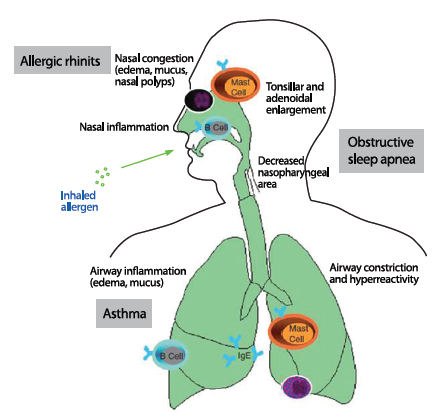 Allergic rhinits
Nasal congestion
(edema, mucus,
nasal polyps)
Mast
Cell
Tonsillar and
adenoidal
enlargement
Nasal inflammation
B Cell
Obstructive
sleep apnea
Decreased
nasopharyngeal
area
Inhaled
allergen
Airway inflammation
(edema, mucus)
Airway constriction
and hyperreactivity
Asthma
Mast
Cell
B Cell
IgE